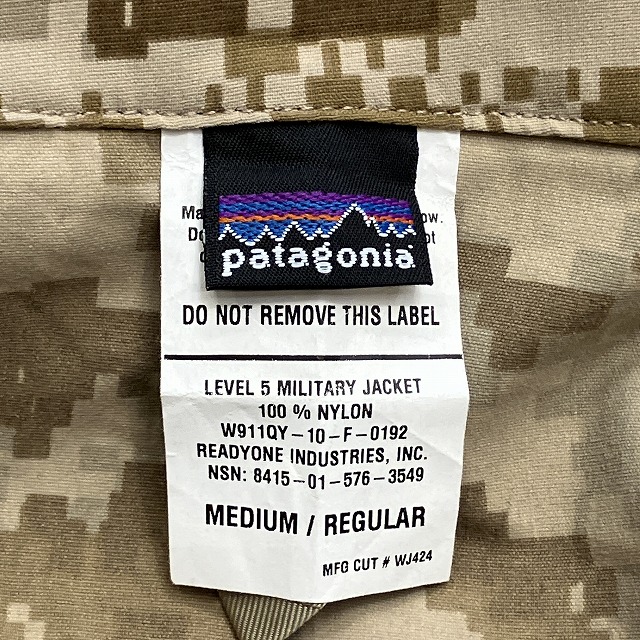 patagonia
DO NOT REMOVE THIS LABEL
LEVEL 5 MILITARY JACKET
100 % NYLON
W911QY-10-F-0192
READYONE INDUSTRIES, INC.
NSN: 8415-01-576-3549
MEDIUM / REGULAR
MFG CUT # WJ424